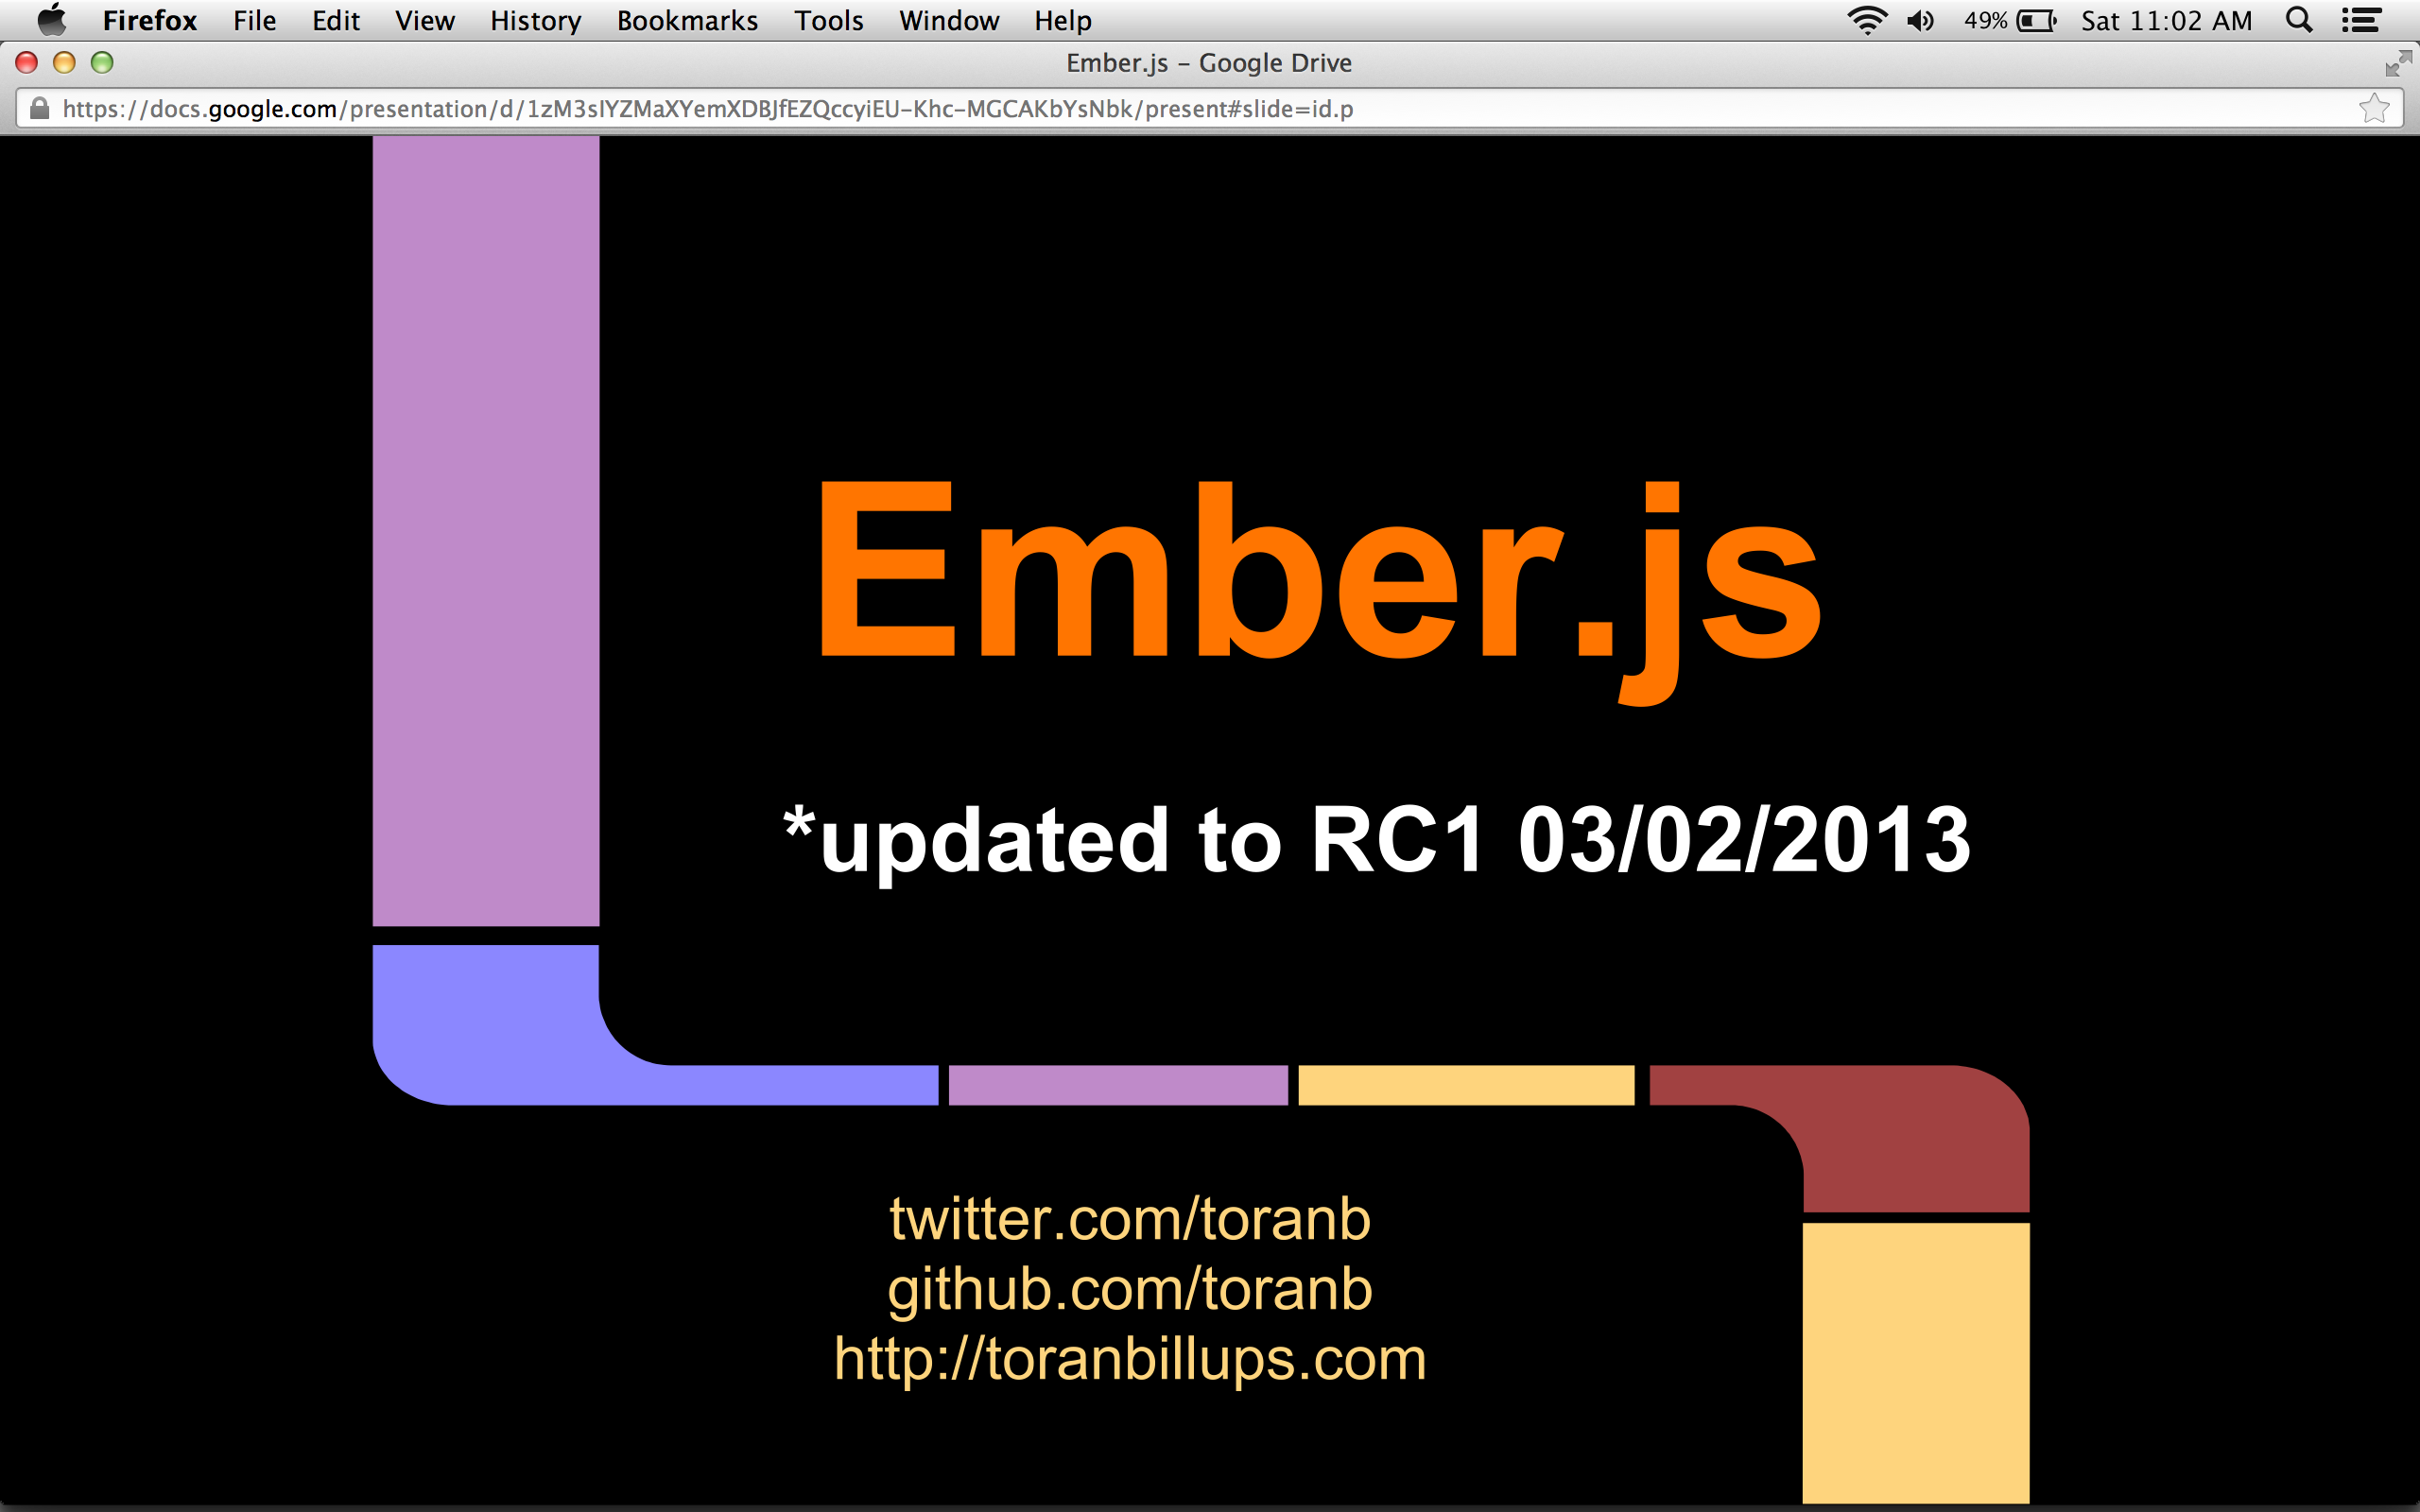 Firefox File Edit View History Bookmarks Tools Window Help 49% Sat 11:02 AM
Ember.js – Google Drive
https://docs.google.com/presentation/d/1zM3sIYZMaXYemXDBJfEZQccyiEU-Khc-MGCAKbYsNbk/present#slide=id.p
Ember.js
*updated to RC1 03/02/2013
twitter.com/toranb
github.com/toranb
http://toranbillups.com